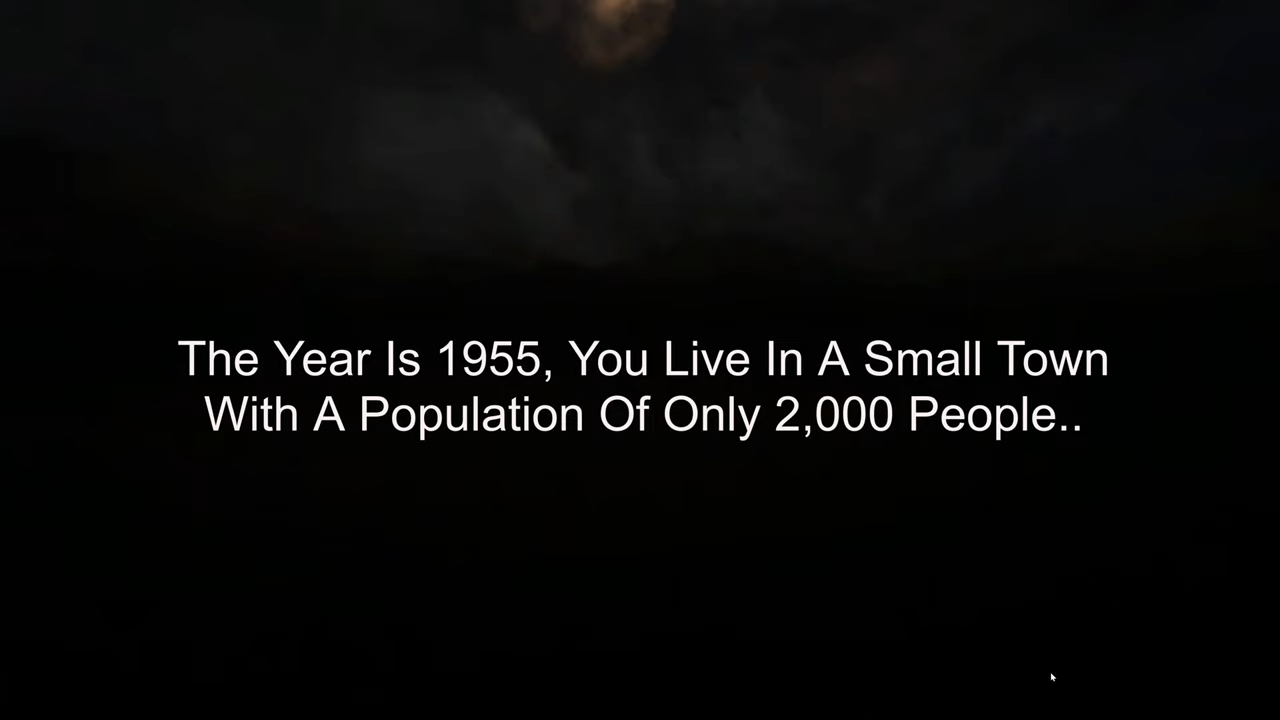 The Year Is 1955, You Live In A Small Town
With A Population Of Only 2,000 People..